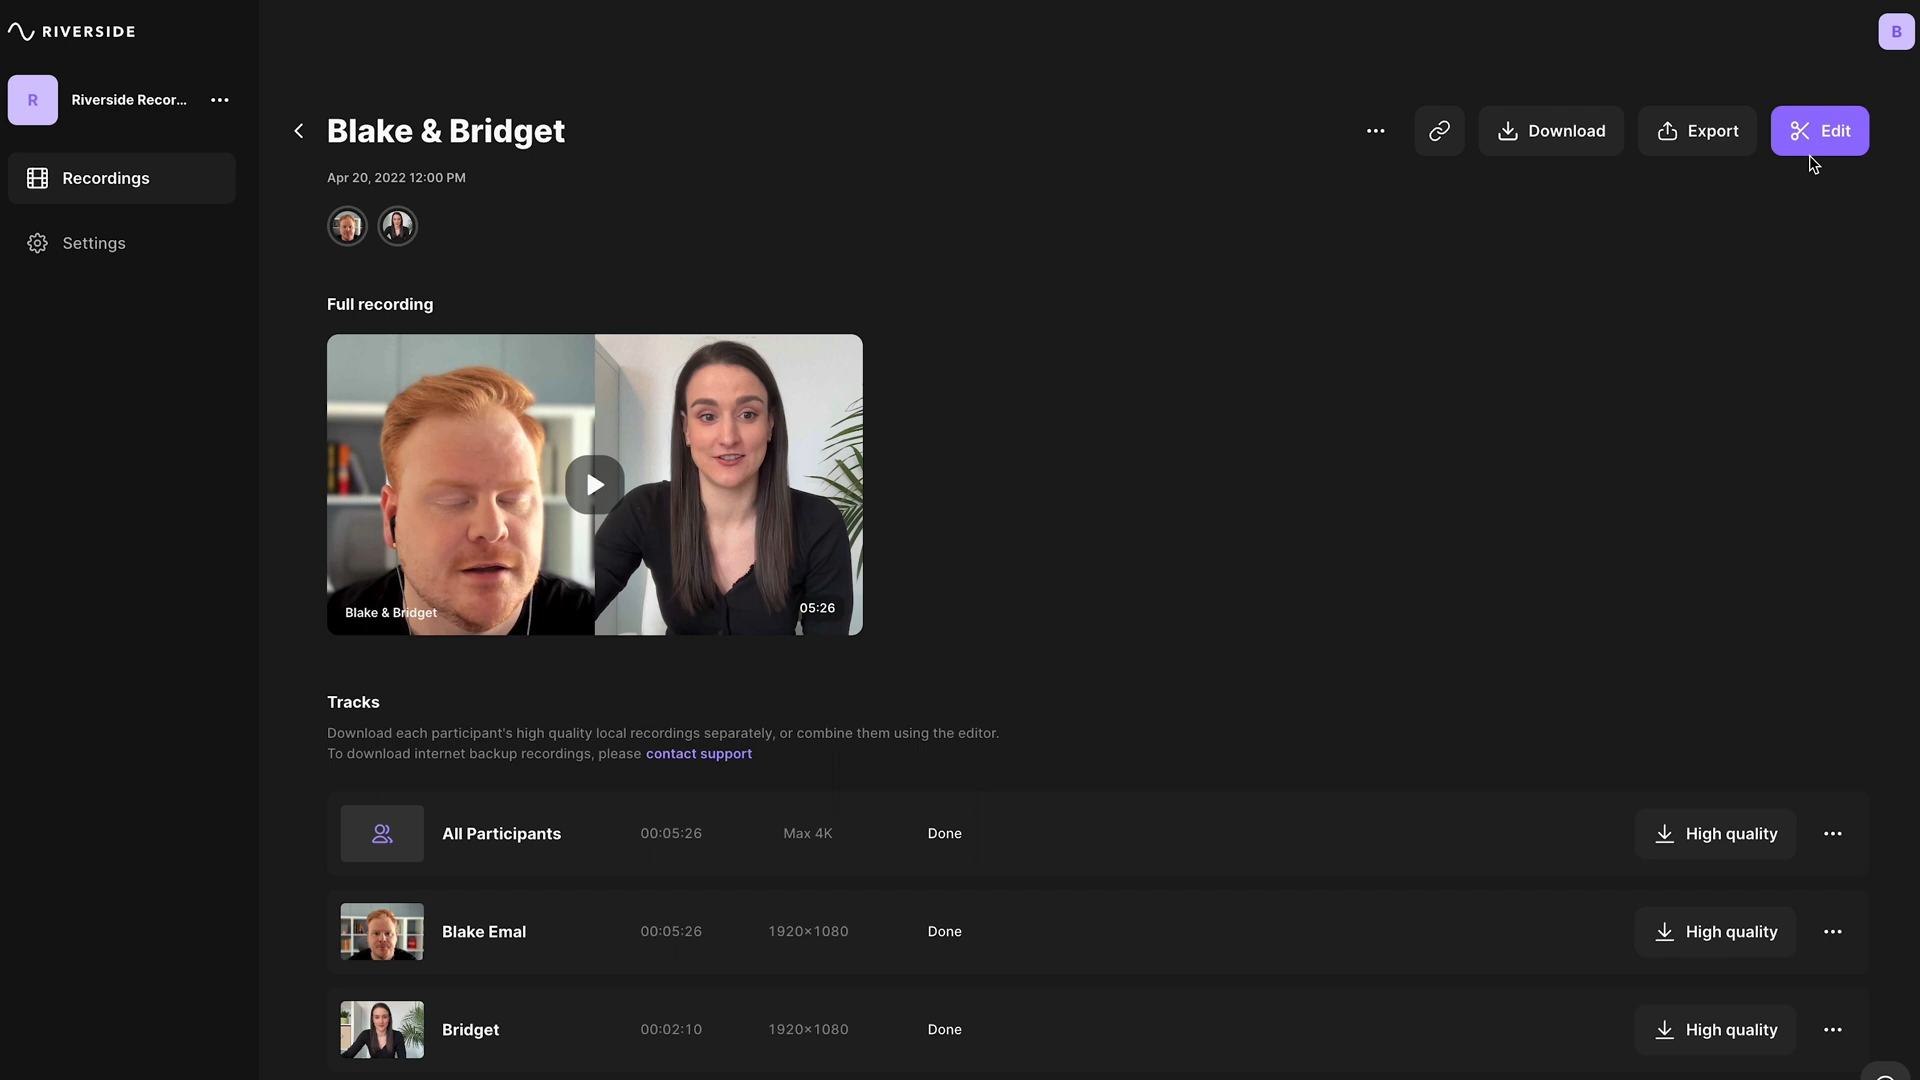 RIVERSIDE
B
R
Riverside Recor...
Recordings
Settings
Blake & Bridget
Download
Export
Edit
Apr 20, 2022 12:00 PM
Full recording
Blake & Bridget
05:26
Tracks
Download each participant's high quality local recordings separately, or combine them using the editor.
To download internet backup recordings, please contact support
All Participants 00:05:26 Max 4K Done High quality
Blake Emal 00:05:26 1920×1080 Done High quality
Bridget 00:02:10 1920×1080 Done High quality